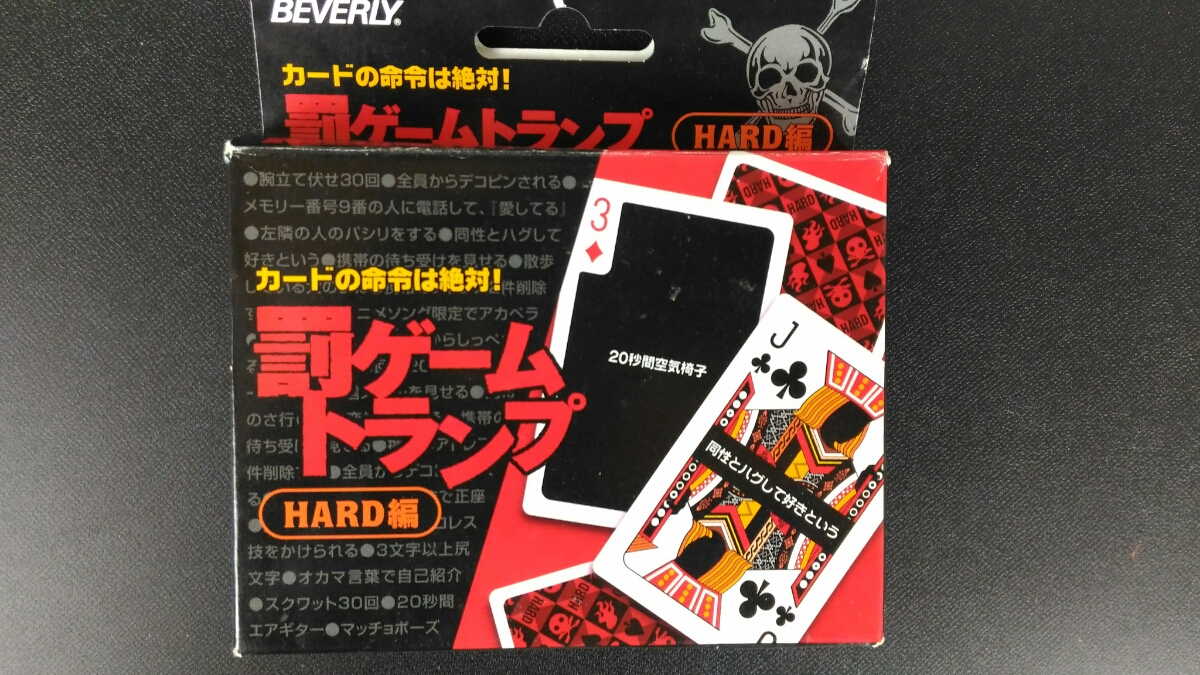 BEVERLY®
カードの命令は絶対!
罰ゲームトランプ
HARD編
●腕立て伏せ30回●全員からデコピンされる●
メモリー番号9番の人に電話して、『愛してる』
●左隣の人のパシリをする●同性とハグして
好きという●携帯の待ち受けを見せる●散歩
件削除
カードの命令は絶対!
ニメソング限定でアカペラ
からしっぺ
罰ゲーム
トランプ
を見せる●
のさ行
携帯の
待ち受け
件削除
●全員か
で正座
HARD編
ロレス
技をかけられる●3文字以上尻
文字●オカマ言葉で自己紹介
●スクワット30回●20秒間
エアギター●マッチョポーズ
3
20秒間空気椅子
J
同性とハグして好きという
HARD
HARD
HARD
HARD
HARD
HARD